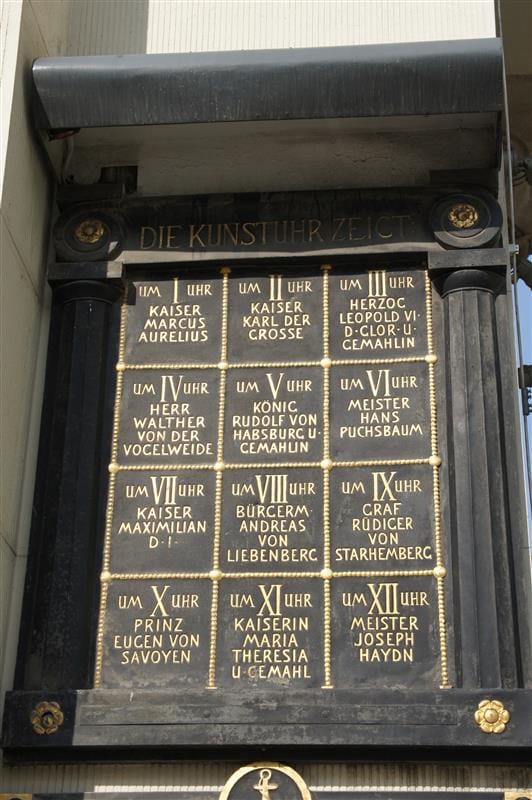 DIE KUNSTUHR ZEIGT:
UM I UHR
KAISER
MARCUS
AURELIUS
UM II UHR
KAISER
KARL DER
GROSSE
UM III UHR
HERZOG
LEOPOLD VI·
D·GLOR·U·
GEMAHLIN
UM IV UHR
HERR
WALTHER
VON DER
VOGELWEIDE
UM V UHR
KÖNIG
RUDOLF VON
HABSBURG U·
GEMAHLIN
UM VI UHR
MEISTER
HANS
PUCHSBAUM
UM VII UHR
KAISER
MAXIMILIAN
D·I·
UM VIII UHR
BÜRGERM·
ANDREAS
VON
LIEBENBERG
UM IX UHR
GRAF
RÜDIGER
VON
STARHEMBERG
UM X UHR
PRINZ
EUGEN VON
SAVOYEN
UM XI UHR
KAISERIN
MARIA
THERESIA
U·GEMAHL
UM XII UHR
MEISTER
JOSEPH
HAYDN